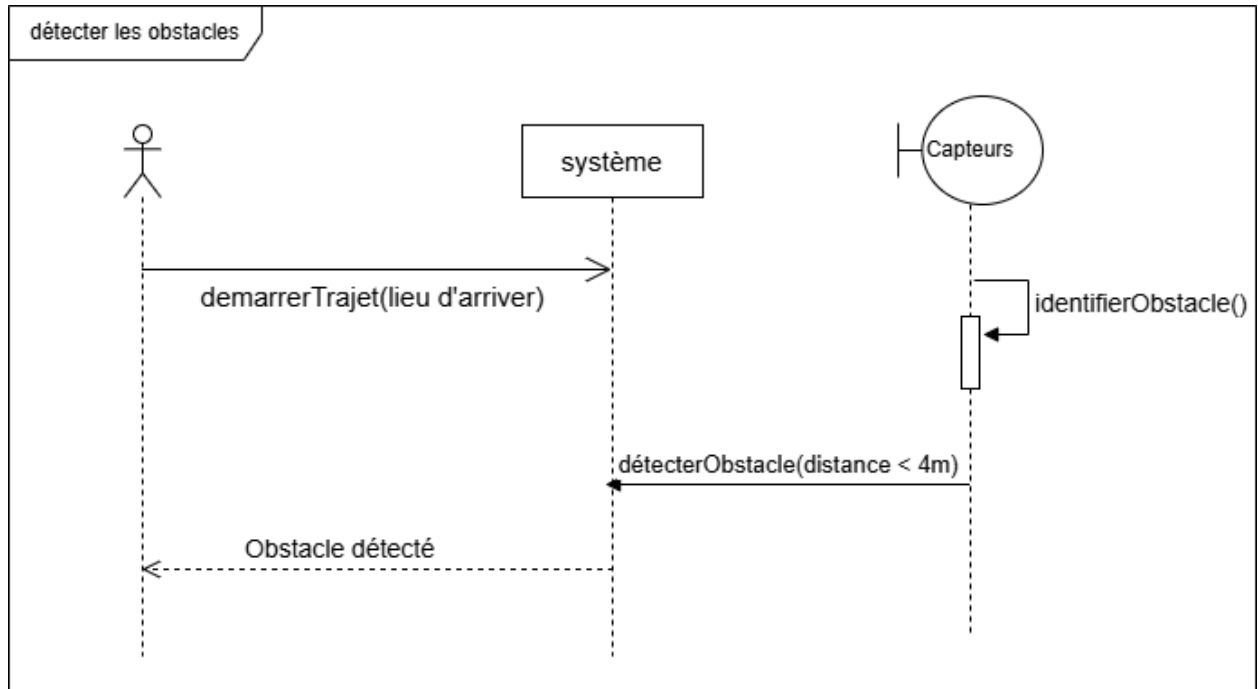 détecter les obstacles
système
Capteurs
demarrerTrajet(lieu d'arriver)
identifierObstacle()
détecterObstacle(distance < 4m)
Obstacle détecté